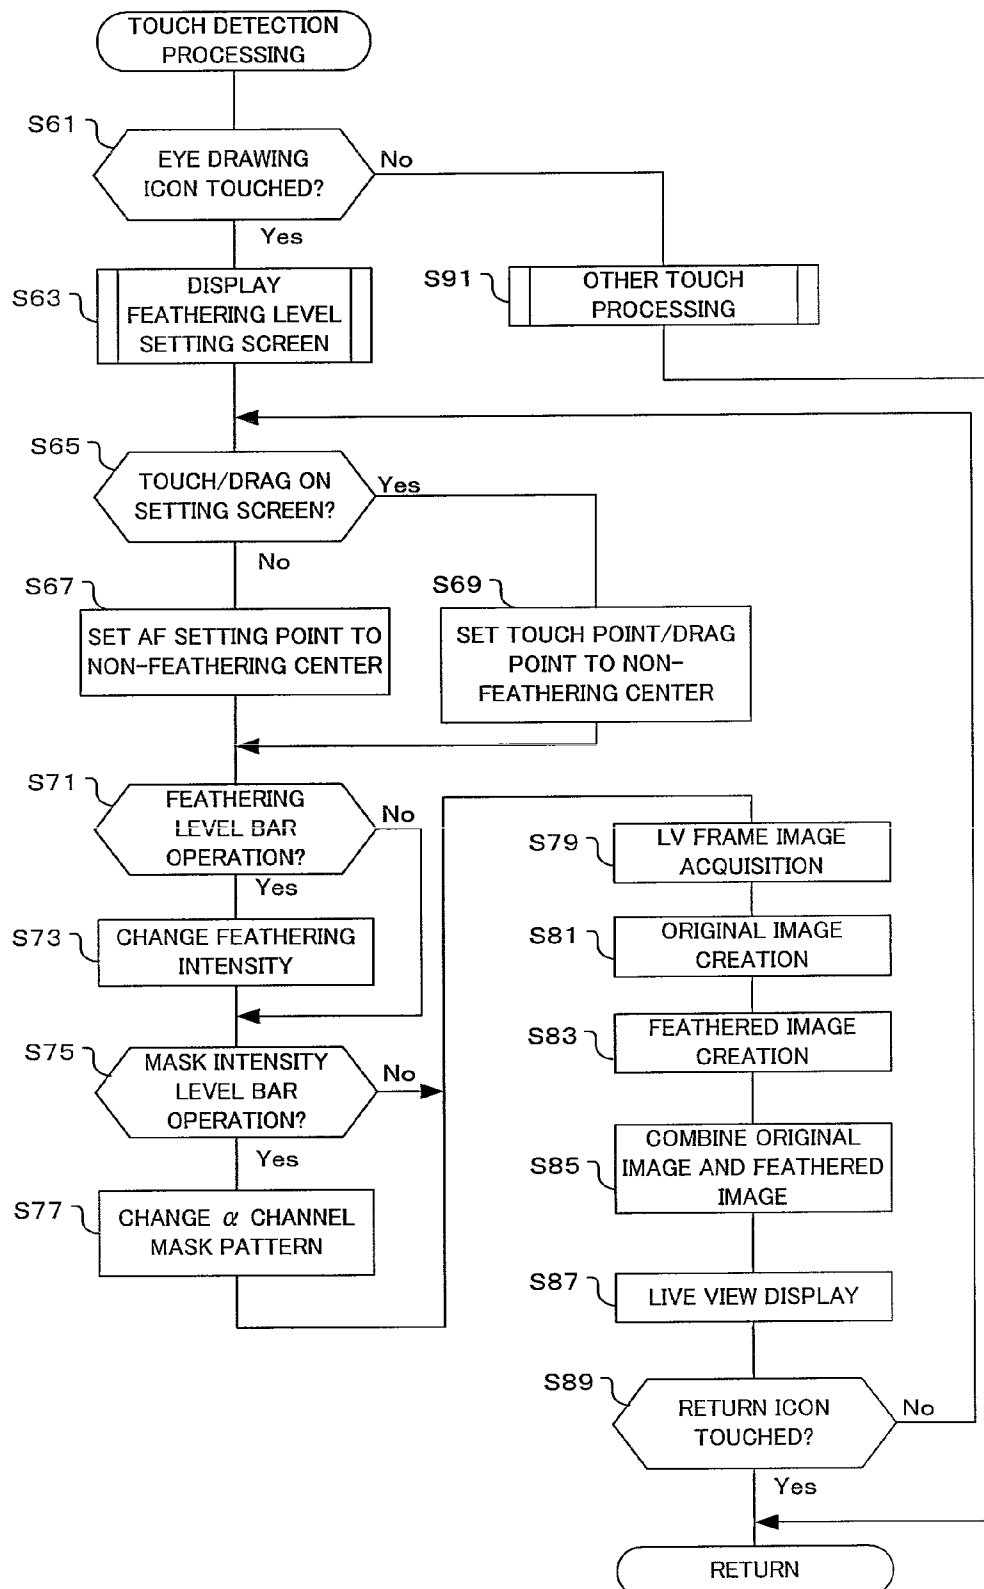 TOUCH DETECTION
PROCESSING
S61
EYE DRAWING
ICON TOUCHED?
No
Yes
S63
DISPLAY
FEATHERING LEVEL
SETTING SCREEN
S91
OTHER TOUCH
PROCESSING
S65
TOUCH/DRAG ON
SETTING SCREEN?
Yes
No
S67
SET AF SETTING POINT TO
NON-FEATHERING CENTER
S69
SET TOUCH POINT/DRAG
POINT TO NON-
FEATHERING CENTER
S71
FEATHERING
LEVEL BAR
OPERATION?
No
Yes
S73
CHANGE FEATHERING
INTENSITY
S75
MASK INTENSITY
LEVEL BAR
OPERATION?
No
Yes
S77
CHANGE α CHANNEL
MASK PATTERN
S79
LV FRAME IMAGE
ACQUISITION
S81
ORIGINAL IMAGE
CREATION
S83
FEATHERED IMAGE
CREATION
S85
COMBINE ORIGINAL
IMAGE AND FEATHERED
IMAGE
S87
LIVE VIEW DISPLAY
S89
RETURN ICON
TOUCHED?
No
Yes
RETURN